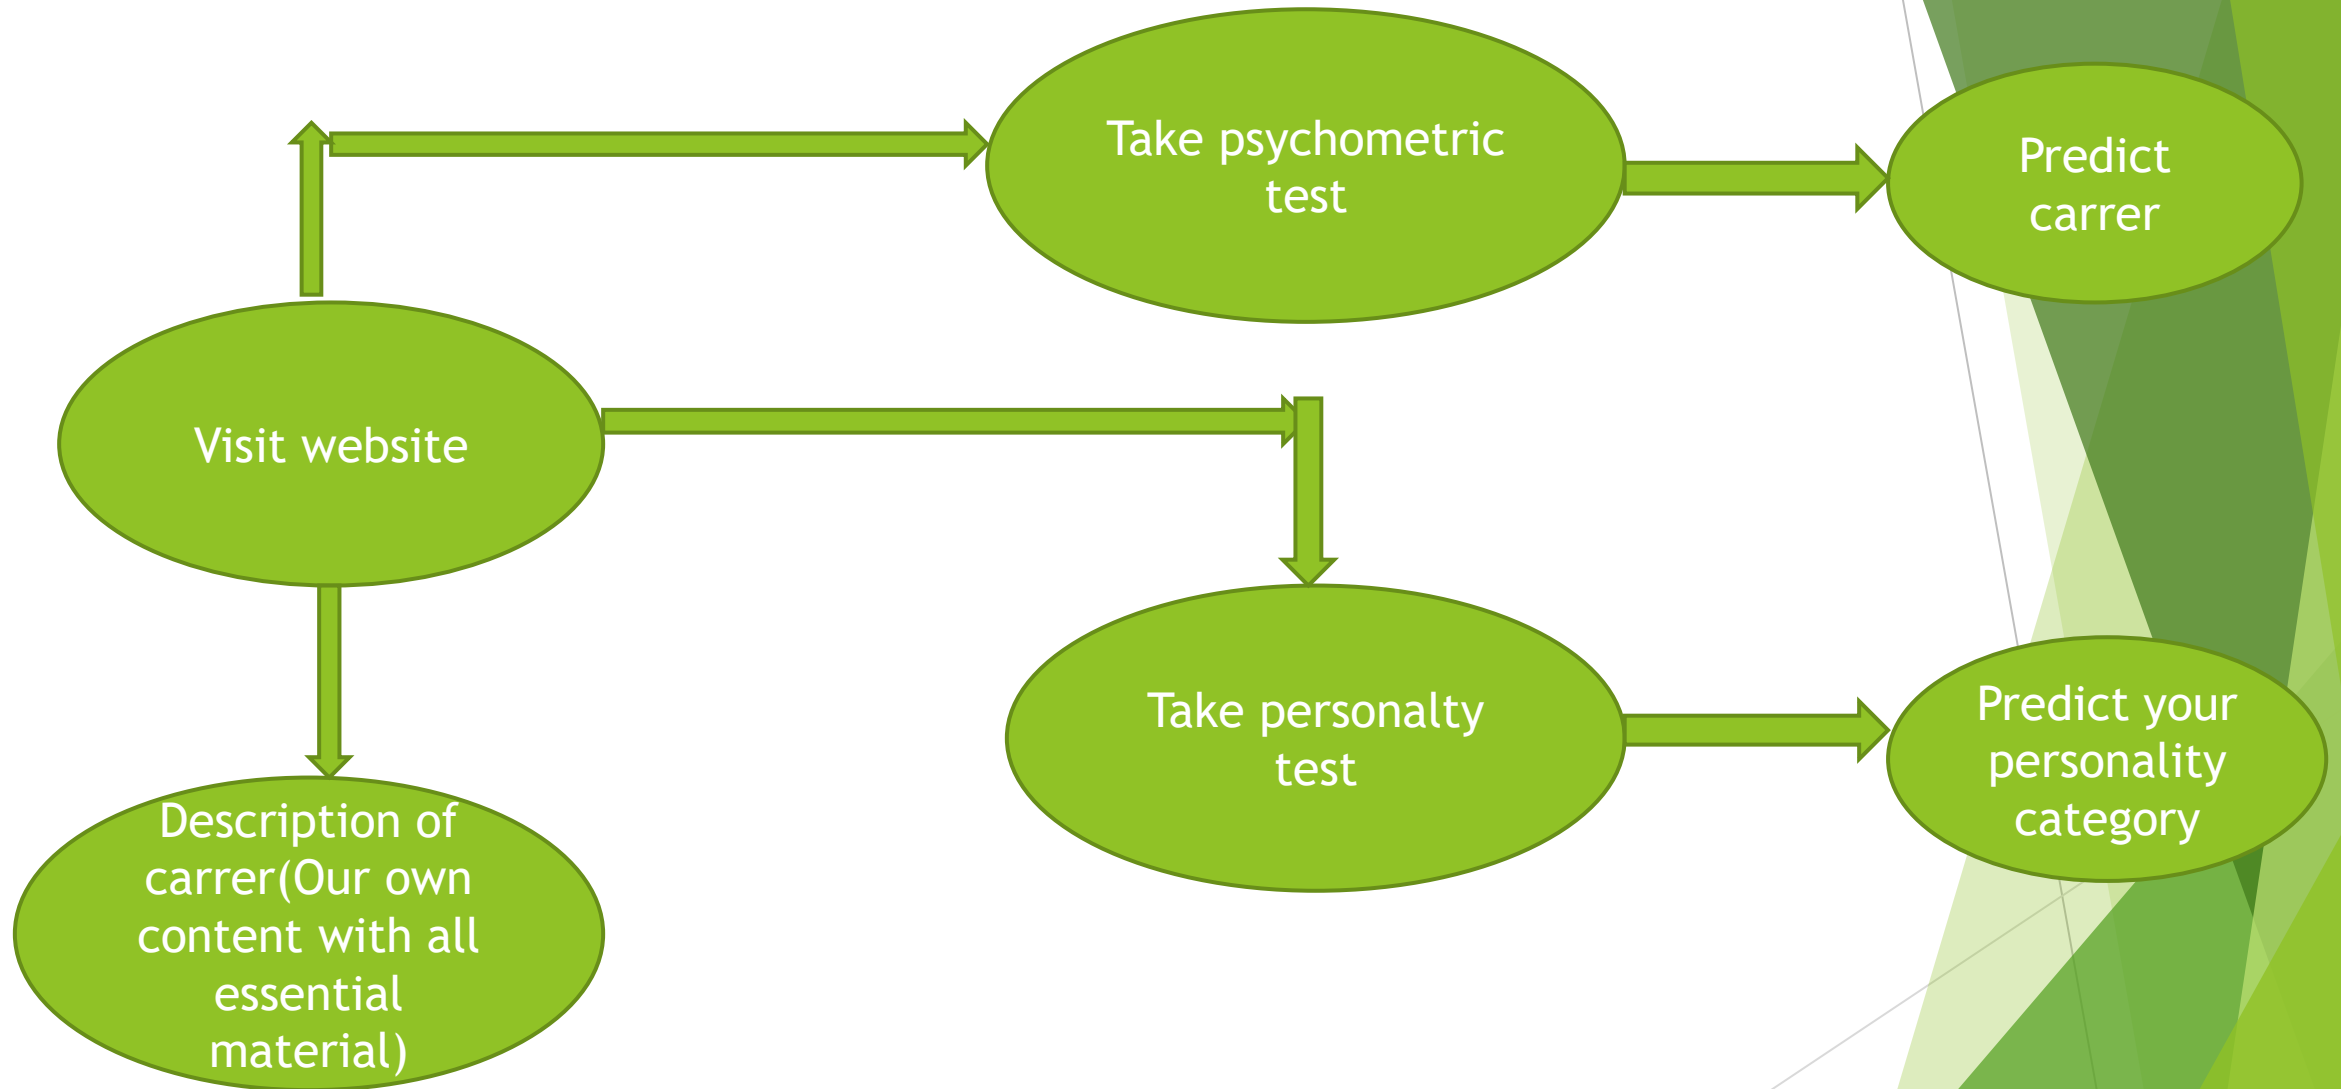 Take psychometric
test
Predict
carrer
Visit website
Take personalty
test
Predict your
personality
category
Description of
carrer(Our own
content with all
essential
material)